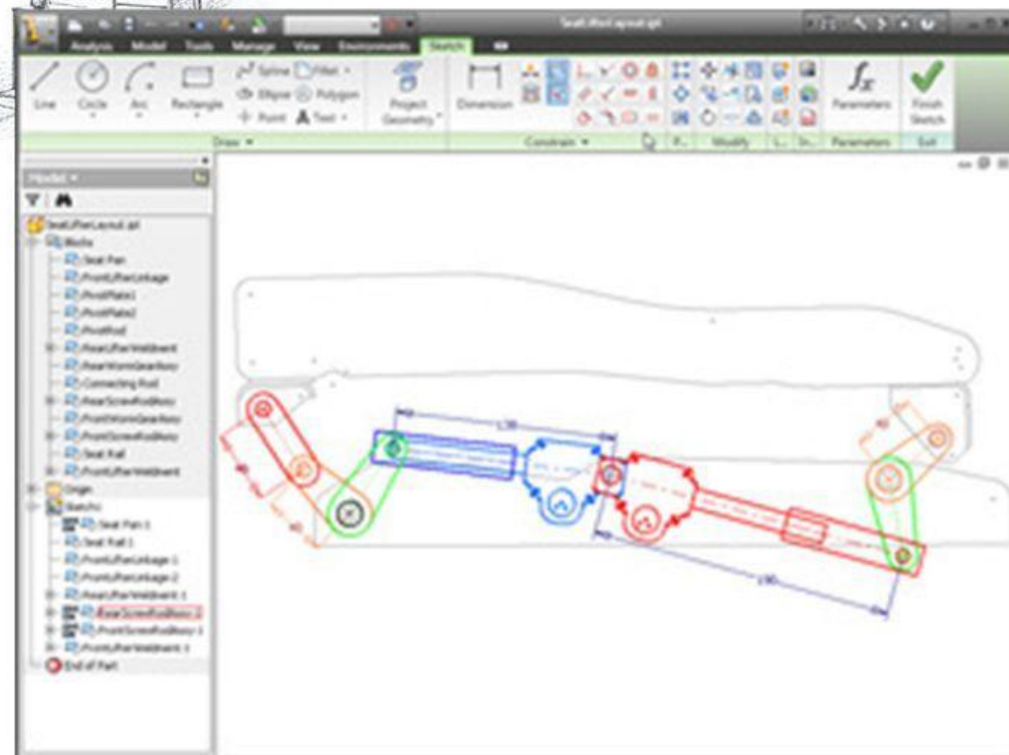 SeatLifterLayout.ipt
Analysis Model Tools Manage View Environments Sketch
Line Circle Arc Rectangle
Spline Fillet
Ellipse Polygon
Point Text
Project Geometry
Dimension
Parameters
Finish Sketch
Draw Constrain Modify Parameters Exit
Model
SeatLifterLayout.ipt
Blocks
Seat Pan
FrontLifterLinkage
PivotPlate1
PivotPlate2
PivotRod
RearLifterWeldment
RearWormGearAssy
Connecting Rod
RearScrewRodAssy
FrontWormGearAssy
FrontScrewRodAssy
Seat Rail
FrontLifterWeldment
Origin
Sketch1
Seat Pan:1
Seat Rail:1
FrontLifterLinkage:1
FrontLifterLinkage:2
RearLifterWeldment:1
RearScrewRodAssy:2
FrontLifterWeldment:1
End of Part